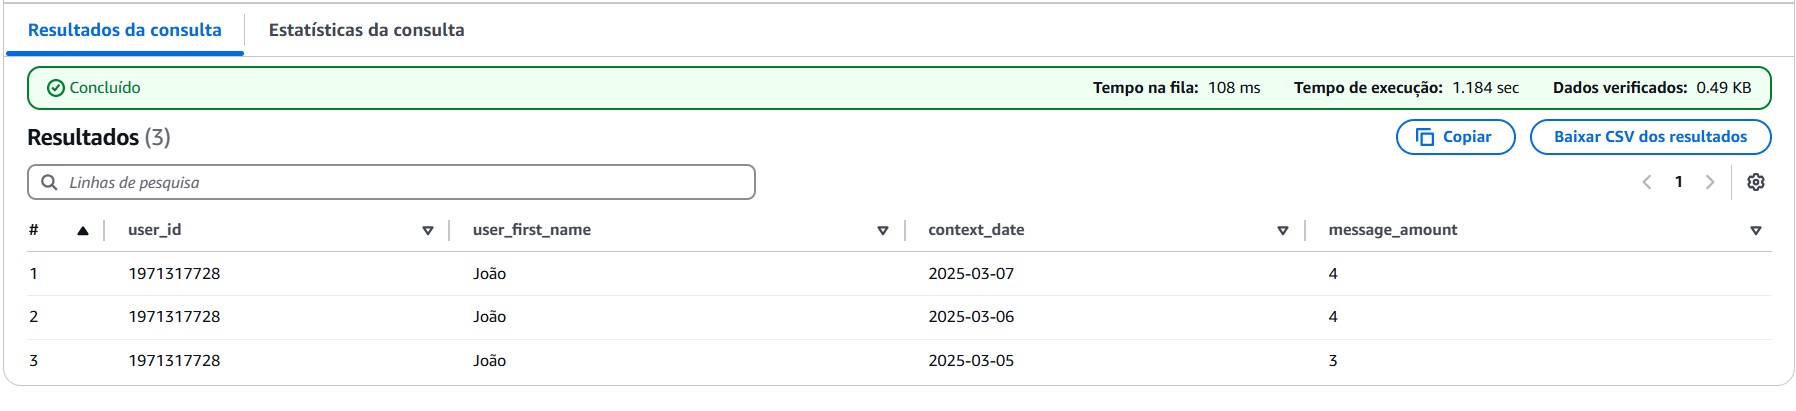 Resultados da consulta Estatísticas da consulta
Concluído Tempo na fila: 108 ms Tempo de execução: 1.184 sec Dados verificados: 0.49 KB
Resultados (3) Copiar Baixar CSV dos resultados
Linhas de pesquisa 1
# user_id user_first_name context_date message_amount
1 1971317728 João 2025-03-07 4
2 1971317728 João 2025-03-06 4
3 1971317728 João 2025-03-05 3